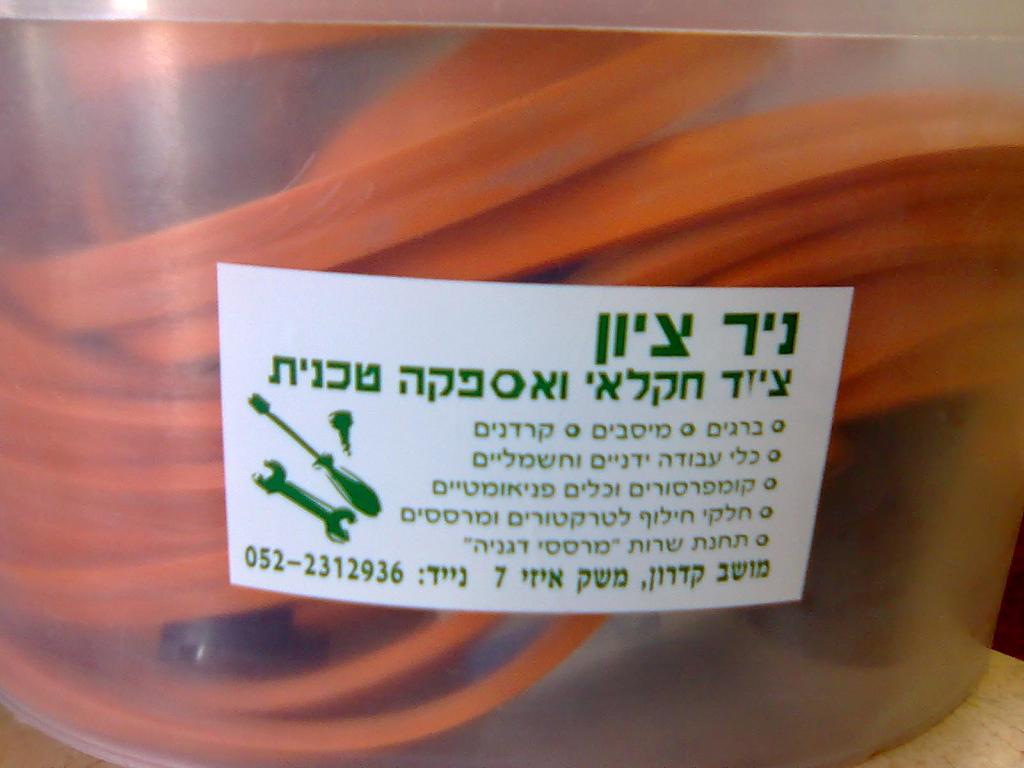 ניר ציון
ציוד חקלאי ואספקה טכנית
ברגים ○ מיסבים ○ קרדנים
○ כלי עבודה ידניים וחשמליים
○ קומפרסורים וכלים פניאומטיים
○ חלקי חילוף לטרקטורים ומרססים
○ תחנת שרות "מרססי דגניה"
מושב קדרון, משק איזי 7 נייד: 052-2312936